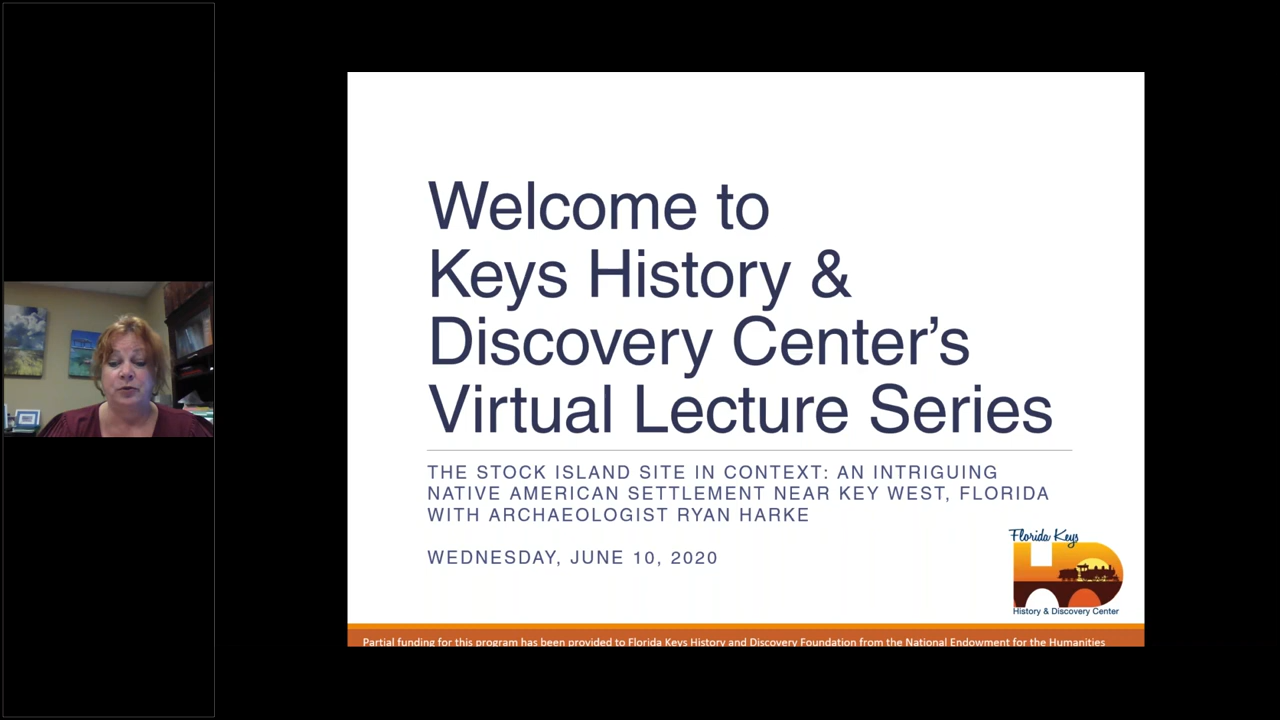 Welcome to
Keys History &
Discovery Center’s
Virtual Lecture Series
THE STOCK ISLAND SITE IN CONTEXT: AN INTRIGUING
NATIVE AMERICAN SETTLEMENT NEAR KEY WEST, FLORIDA
WITH ARCHAEOLOGIST RYAN HARKE
WEDNESDAY, JUNE 10, 2020
Florida Keys
History & Discovery Center
Partial funding for this program has been provided to Florida Keys History and Discovery Foundation from the National Endowment for the Humanities